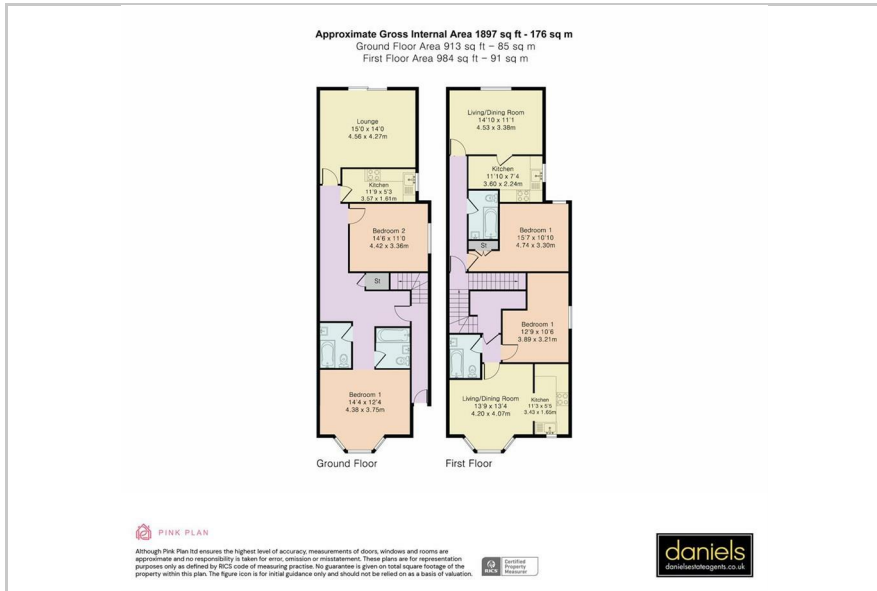 Approximate Gross Internal Area 1897 sq ft - 176 sq m
Ground Floor Area 913 sq ft – 85 sq m
First Floor Area 984 sq ft – 91 sq m
Lounge
15'0 x 14'0
4.56 x 4.27m
Kitchen
11'9 x 5'3
3.57 x 1.61m
Bedroom 2
14'6 x 11'0
4.42 x 3.36m
St
Bedroom 1
14'4 x 12'4
4.38 x 3.75m
Ground Floor
Living/Dining Room
14'10 x 11'1
4.53 x 3.38m
Kitchen
11'10 x 7'4
3.60 x 2.24m
Bedroom 1
15'7 x 10'10
4.74 x 3.30m
St
Bedroom 1
12'9 x 10'6
3.89 x 3.21m
Living/Dining Room
13'9 x 13'4
4.20 x 4.07m
Kitchen
11'3 x 5'5
3.43 x 1.65m
First Floor
PINK PLAN
Although Pink Plan ltd ensures the highest level of accuracy, measurements of doors, windows and rooms are
approximate and no responsibility is taken for error, omission or misstatement. These plans are for representation
purposes only as defined by RICS code of measuring practise. No guarantee is given on total square footage of the
property within this plan. The figure icon is for initial guidance only and should not be relied on as a basis of valuation.
RICS
Certified
Property
Measurer
daniels
danielsestateagents.co.uk